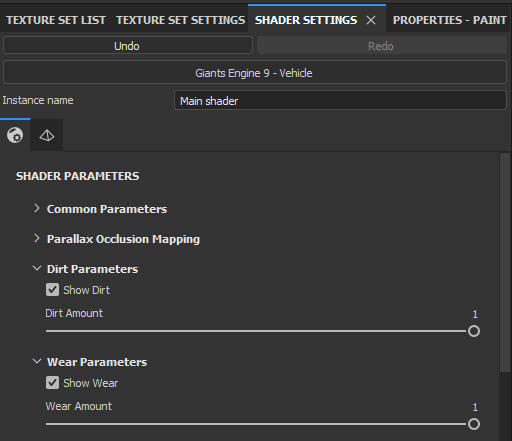 TEXTURE SET LIST TEXTURE SET SETTINGS SHADER SETTINGS PROPERTIES - PAINT
Undo Redo
Giants Engine 9 - Vehicle
Instance name Main shader
SHADER PARAMETERS
Common Parameters
Parallax Occlusion Mapping
Dirt Parameters
Show Dirt
Dirt Amount 1
Wear Parameters
Show Wear
Wear Amount 1